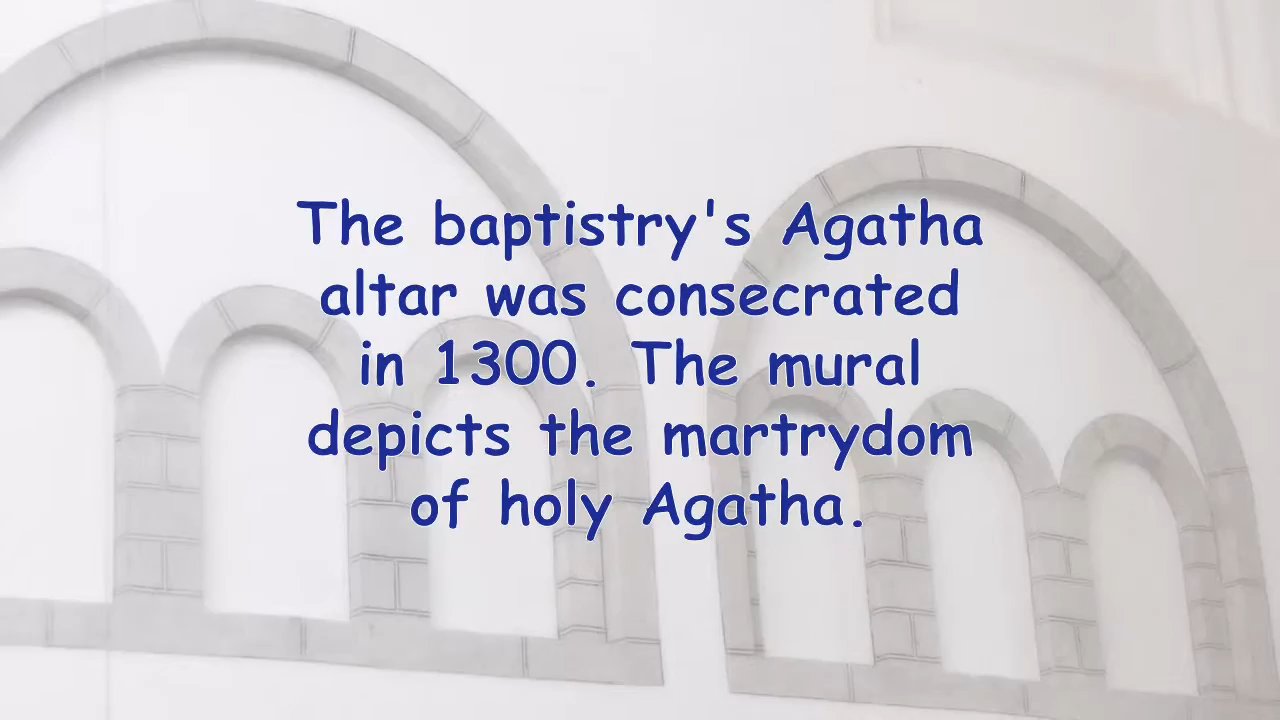 The baptistry's Agatha
altar was consecrated
in 1300. The mural
depicts the martrydom
of holy Agatha.